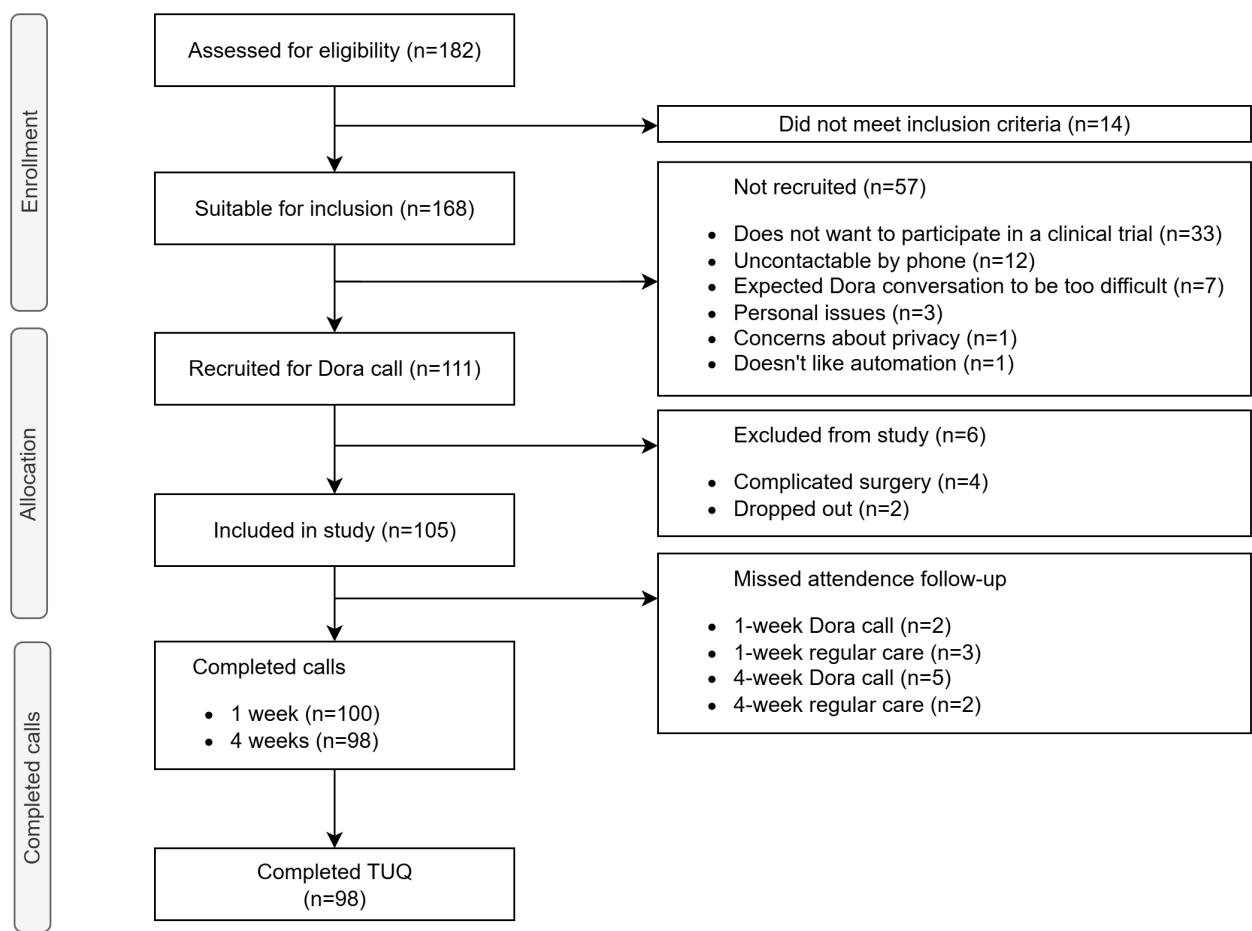 Enrollment
Assessed for eligibility (n=182)
Did not meet inclusion criteria (n=14)
Suitable for inclusion (n=168)
Not recruited (n=57)
• Does not want to participate in a clinical trial (n=33)
• Uncontactable by phone (n=12)
• Expected Dora conversation to be too difficult (n=7)
• Personal issues (n=3)
• Concerns about privacy (n=1)
• Doesn't like automation (n=1)
Allocation
Recruited for Dora call (n=111)
Excluded from study (n=6)
• Complicated surgery (n=4)
• Dropped out (n=2)
Included in study (n=105)
Missed attendence follow-up
• 1-week Dora call (n=2)
• 1-week regular care (n=3)
• 4-week Dora call (n=5)
• 4-week regular care (n=2)
Completed calls
Completed calls
• 1 week (n=100)
• 4 weeks (n=98)
Completed TUQ
(n=98)